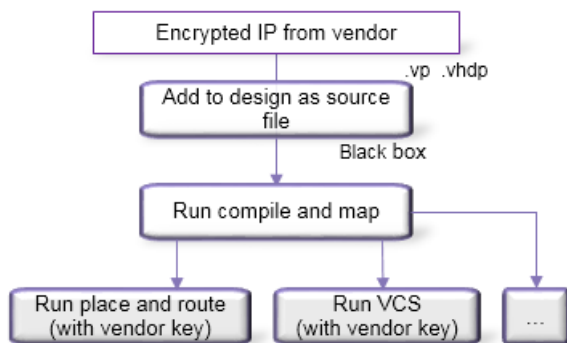 Encrypted IP from vendor
.vp .vhdp
Add to design as source
file
Black box
Run compile and map
Run place and route
(with vendor key)
Run VCS
(with vendor key)
...